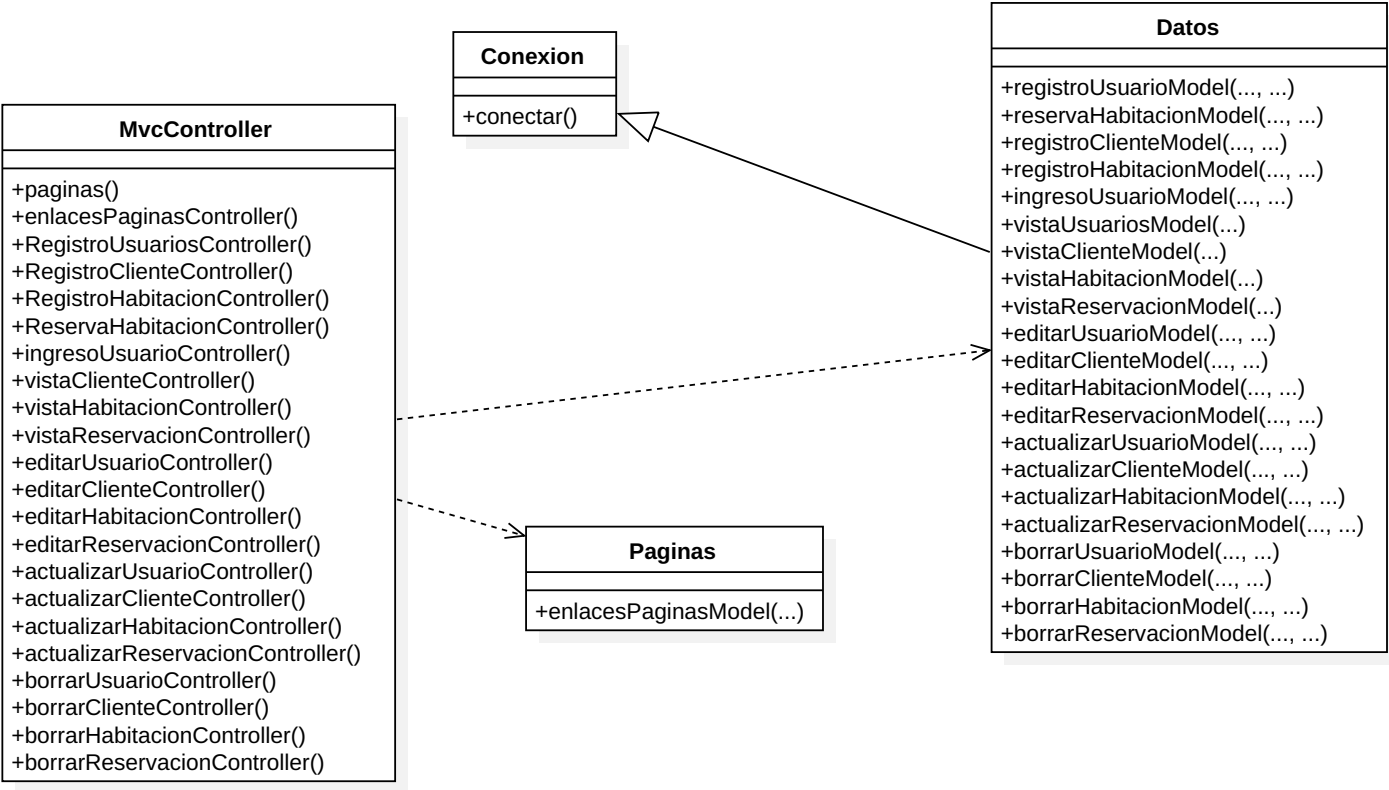 MvcController
+paginas()
+enlacesPaginasController()
+RegistroUsuariosController()
+RegistroClienteController()
+RegistroHabitacionController()
+ReservaHabitacionController()
+ingresoUsuarioController()
+vistaClienteController()
+vistaHabitacionController()
+vistaReservacionController()
+editarUsuarioController()
+editarClienteController()
+editarHabitacionController()
+editarReservacionController()
+actualizarUsuarioController()
+actualizarClienteController()
+actualizarHabitacionController()
+actualizarReservacionController()
+borrarUsuarioController()
+borrarClienteController()
+borrarHabitacionController()
+borrarReservacionController()
Conexion
+conectar()
Paginas
+enlacesPaginasModel(...)
Datos
+registroUsuarioModel(..., ...)
+reservaHabitacionModel(..., ...)
+registroClienteModel(..., ...)
+registroHabitacionModel(..., ...)
+ingresoUsuarioModel(..., ...)
+vistaUsuariosModel(...)
+vistaClienteModel(...)
+vistaHabitacionModel(...)
+vistaReservacionModel(...)
+editarUsuarioModel(..., ...)
+editarClienteModel(..., ...)
+editarHabitacionModel(..., ...)
+editarReservacionModel(..., ...)
+actualizarUsuarioModel(..., ...)
+actualizarClienteModel(..., ...)
+actualizarHabitacionModel(..., ...)
+actualizarReservacionModel(..., ...)
+borrarUsuarioModel(..., ...)
+borrarClienteModel(..., ...)
+borrarHabitacionModel(..., ...)
+borrarReservacionModel(..., ...)